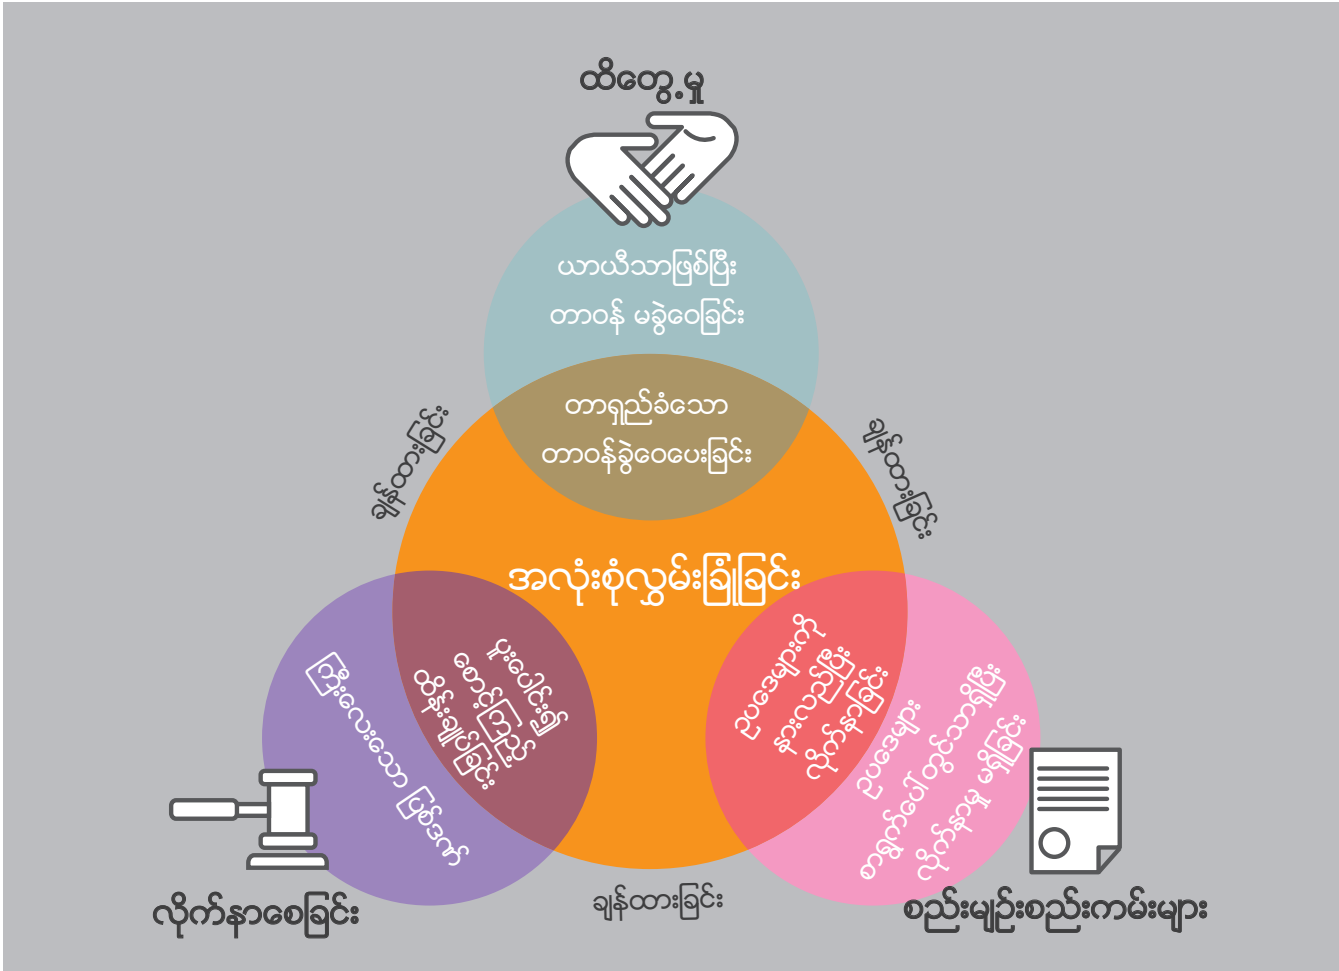 ထိတွေ့မှု
ယာယီသာဖြစ်ပြီး
တာဝန် မခွဲဝေခြင်း
တာရှည်ခံသော
တာဝန်ခွဲဝေပေးခြင်း
ချန်ထားခြင်း
ချန်ထားခြင်း
အလုံးစုံလွှမ်းခြုံခြင်း
ကြီးလေးသော ပြစ်ဒဏ်
ပူးပေါင်း၍
စောင့်ကြည့်
ထိန်းချုပ်ခြင်း
ဥပဒေများကို
နားလည်ပြီး
လိုက်နာခြင်း
ဥပဒေများ
စာရွက်ပေါ်တွင်သာရှိပြီး
လိုက်နာမှု မရှိခြင်း
လိုက်နာစေခြင်း
ချန်ထားခြင်း
စည်းမျဉ်းစည်းကမ်းများ